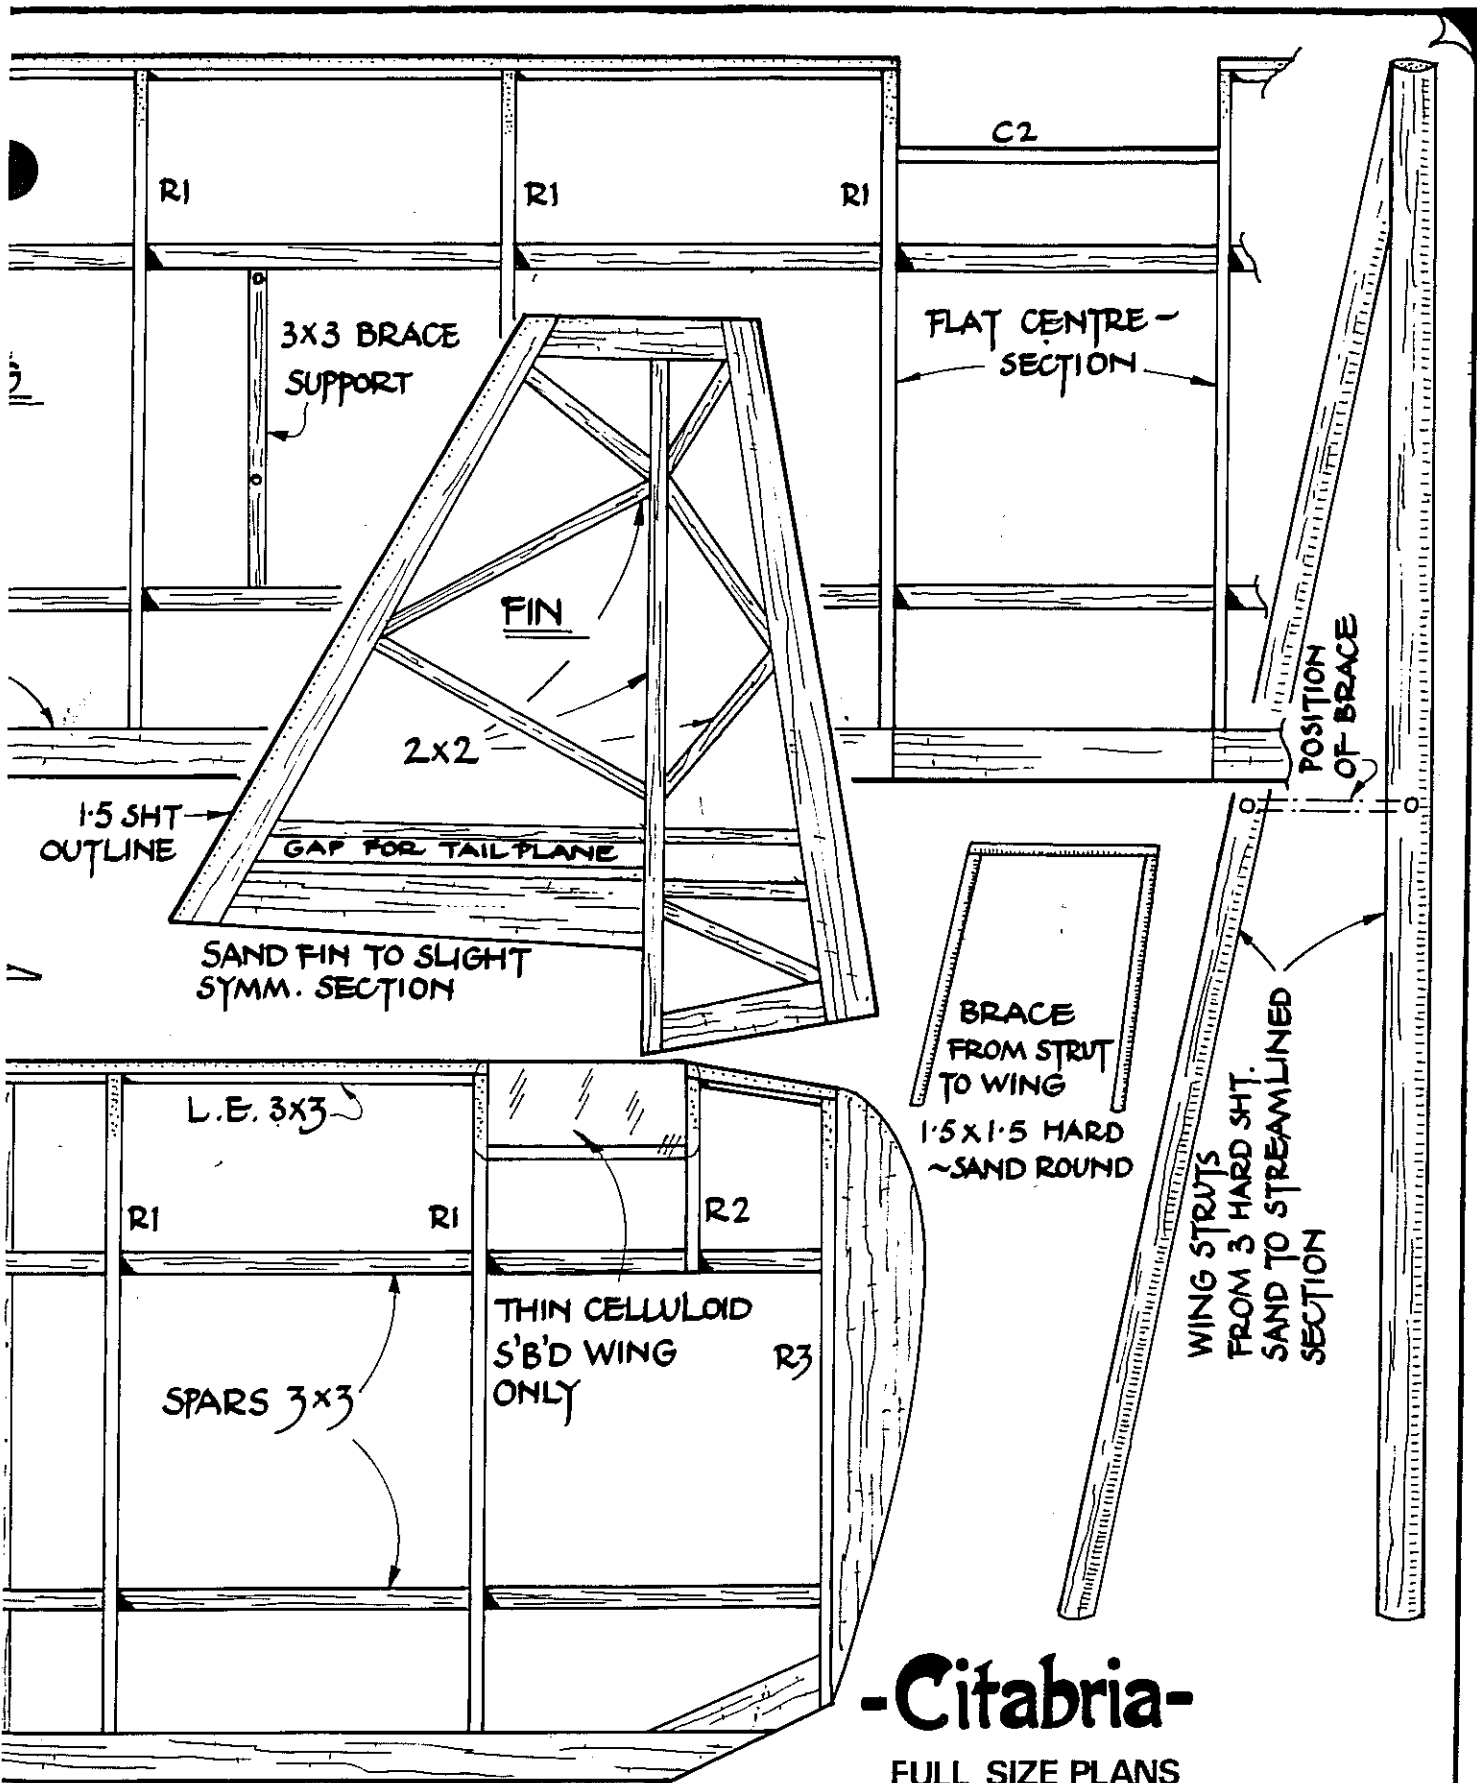 C2
R1
R1
R1
3X3 BRACE
SUPPORT
FLAT CENTRE -
SECTION
FIN
2X2
POSITION
OF BRACE
1·5 SHT
OUTLINE
GAP FOR TAILPLANE
SAND FIN TO SLIGHT
SYMM. SECTION
BRACE
FROM STRUT
TO WING
1·5 X 1·5 HARD
~SAND ROUND
WING STRUTS
FROM 3 HARD SHT.
SAND TO STREAMLINED
SECTION
L.E. 3X3
R1
R1
R2
THIN CELLULOID
S'B'D WING
ONLY
R3
SPARS 3X3
-Citabria-
FULL SIZE PLANS